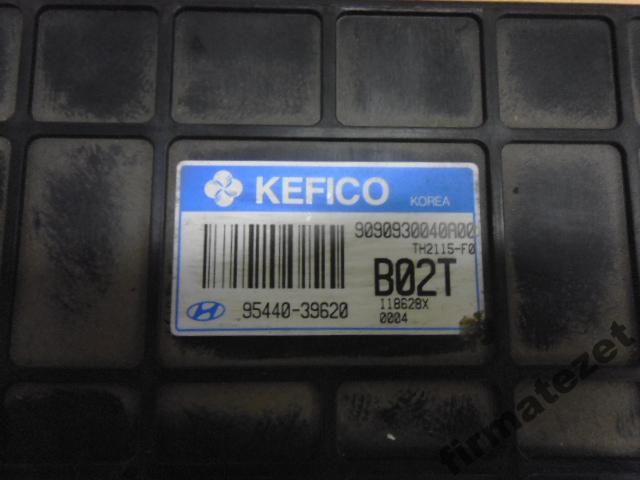 KEFICO KOREA
9090930040A00
TH2115-F0
B02T
95440-39620
118628X
0004
firmatezet